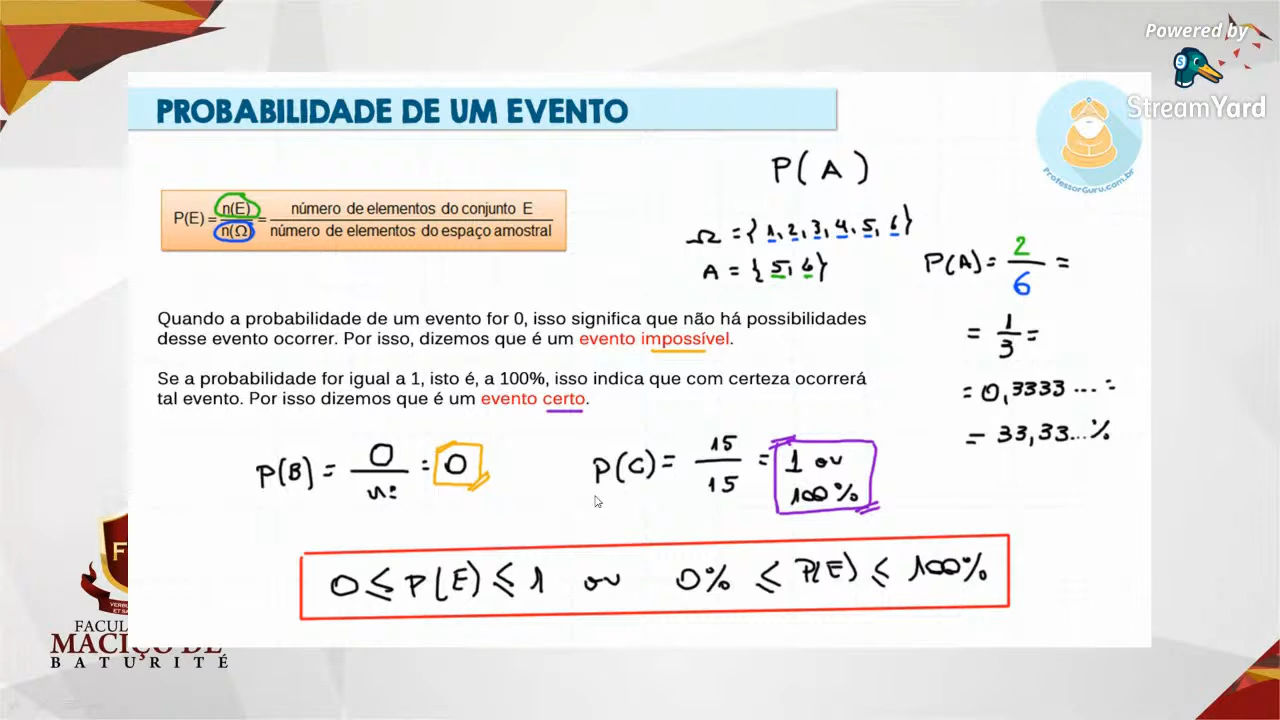 Powered by
StreamYard
PROBABILIDADE DE UM EVENTO
ProfessorGuru.com.br
P(A)
P(E)= n(E)/n(Ω) = número de elementos do conjunto E / número de elementos do espaço amostral
Ω = {1, 2, 3, 4, 5, 6}
A = {5, 6}
P(A) = 2/6 =
= 1/3 =
= 0,3333... =
= 33,33...%
Quando a probabilidade de um evento for 0, isso significa que não há possibilidades
desse evento ocorrer. Por isso, dizemos que é um evento impossível.
Se a probabilidade for igual a 1, isto é, a 100%, isso indica que com certeza ocorrerá
tal evento. Por isso dizemos que é um evento certo.
P(B) = 0/ = 0
P(C) = 15/15 = 1 ou
100%
0 ≤ P(E) ≤ 1 ou 0% ≤ P(E) ≤ 100%
FACUL
MACIÇO DE
BATURITÉ